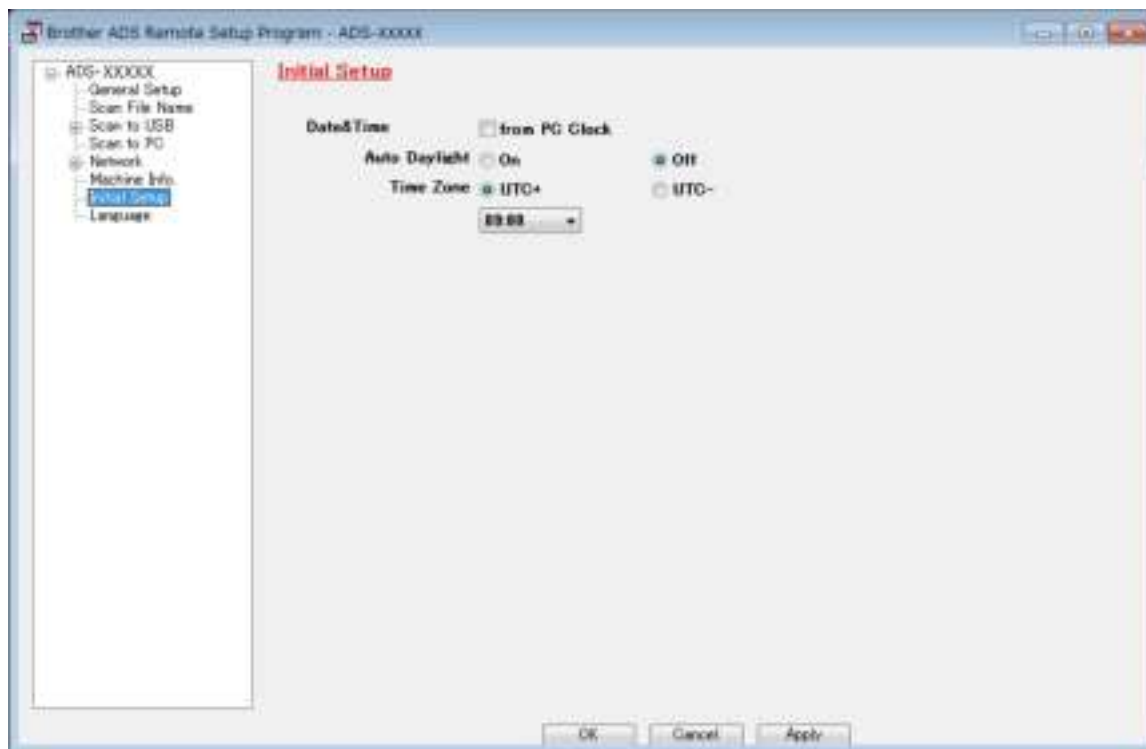 Brother ADS Remote Setup Program - ADS-XXXXX
ADS-XXXXX
General Setup
Scan File Name
Scan to USB
Scan to PC
Network
Machine Info.
Initial Setup
Language
Initial Setup
Date&Time from PC Clock
Auto Daylight On Off
Time Zone UTC+ UTC-
OK Cancel Apply